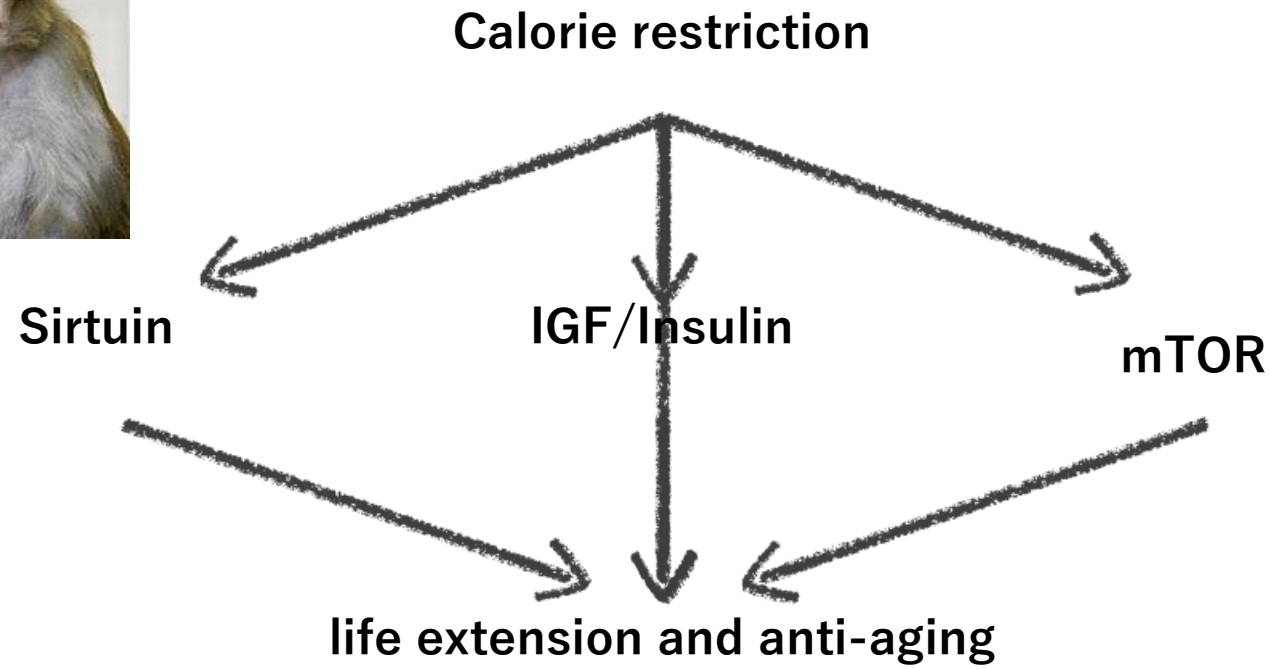 Calorie restriction
Sirtuin
IGF/Insulin
mTOR
life extension and anti-aging